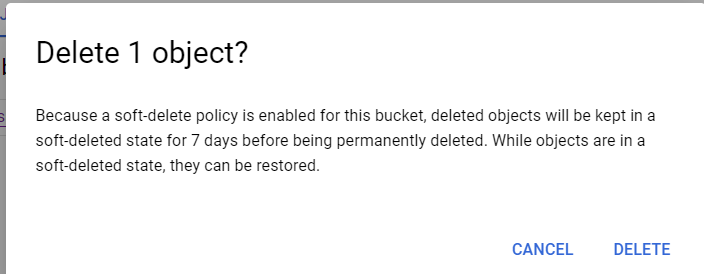 Delete 1 object?
Because a soft-delete policy is enabled for this bucket, deleted objects will be kept in a
soft-deleted state for 7 days before being permanently deleted. While objects are in a
soft-deleted state, they can be restored.
CANCEL DELETE